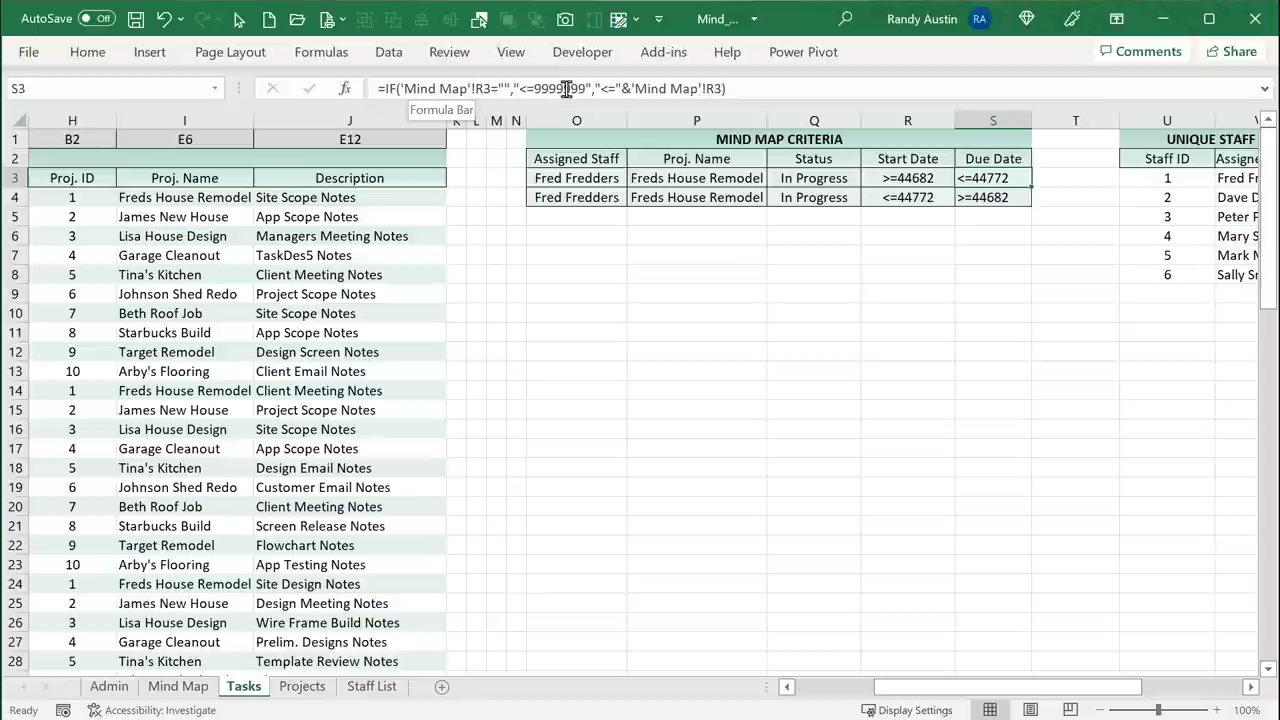 AutoSave Off Mind_... Randy Austin RA
File Home Insert Page Layout Formulas Data Review View Developer Add-ins Help Power Pivot Comments Share
S3 fx =IF('Mind Map'!R3="","<=9999999","<="&'Mind Map'!R3)
Formula Bar
H I J K L M N O P Q R S T U
1 B2 E6 E12 MIND MAP CRITERIA UNIQUE STAFF
2 Assigned Staff Proj. Name Status Start Date Due Date Staff ID Assigne
3 Proj. ID Proj. Name Description Fred Fredders Freds House Remodel In Progress >=44682 <=44772 1 Fred Fr
4 1 Freds House Remodel Site Scope Notes Fred Fredders Freds House Remodel In Progress <=44772 >=44682 2 Dave D
5 2 James New House App Scope Notes 3 Peter P
6 3 Lisa House Design Managers Meeting Notes 4 Mary S
7 4 Garage Cleanout TaskDes5 Notes 5 Mark M
8 5 Tina's Kitchen Client Meeting Notes 6 Sally Sr
9 6 Johnson Shed Redo Project Scope Notes
10 7 Beth Roof Job Site Scope Notes
11 8 Starbucks Build App Scope Notes
12 9 Target Remodel Design Screen Notes
13 10 Arby's Flooring Client Email Notes
14 1 Freds House Remodel Client Meeting Notes
15 2 James New House Project Scope Notes
16 3 Lisa House Design Site Scope Notes
17 4 Garage Cleanout App Scope Notes
18 5 Tina's Kitchen Design Email Notes
19 6 Johnson Shed Redo Customer Email Notes
20 7 Beth Roof Job Client Meeting Notes
21 8 Starbucks Build Screen Release Notes
22 9 Target Remodel Flowchart Notes
23 10 Arby's Flooring App Testing Notes
24 1 Freds House Remodel Site Design Notes
25 2 James New House Design Meeting Notes
26 3 Lisa House Design Wire Frame Build Notes
27 4 Garage Cleanout Prelim. Designs Notes
28 5 Tina's Kitchen Template Review Notes
Admin Mind Map Tasks Projects Staff List
Ready Accessibility: Investigate Display Settings 100%